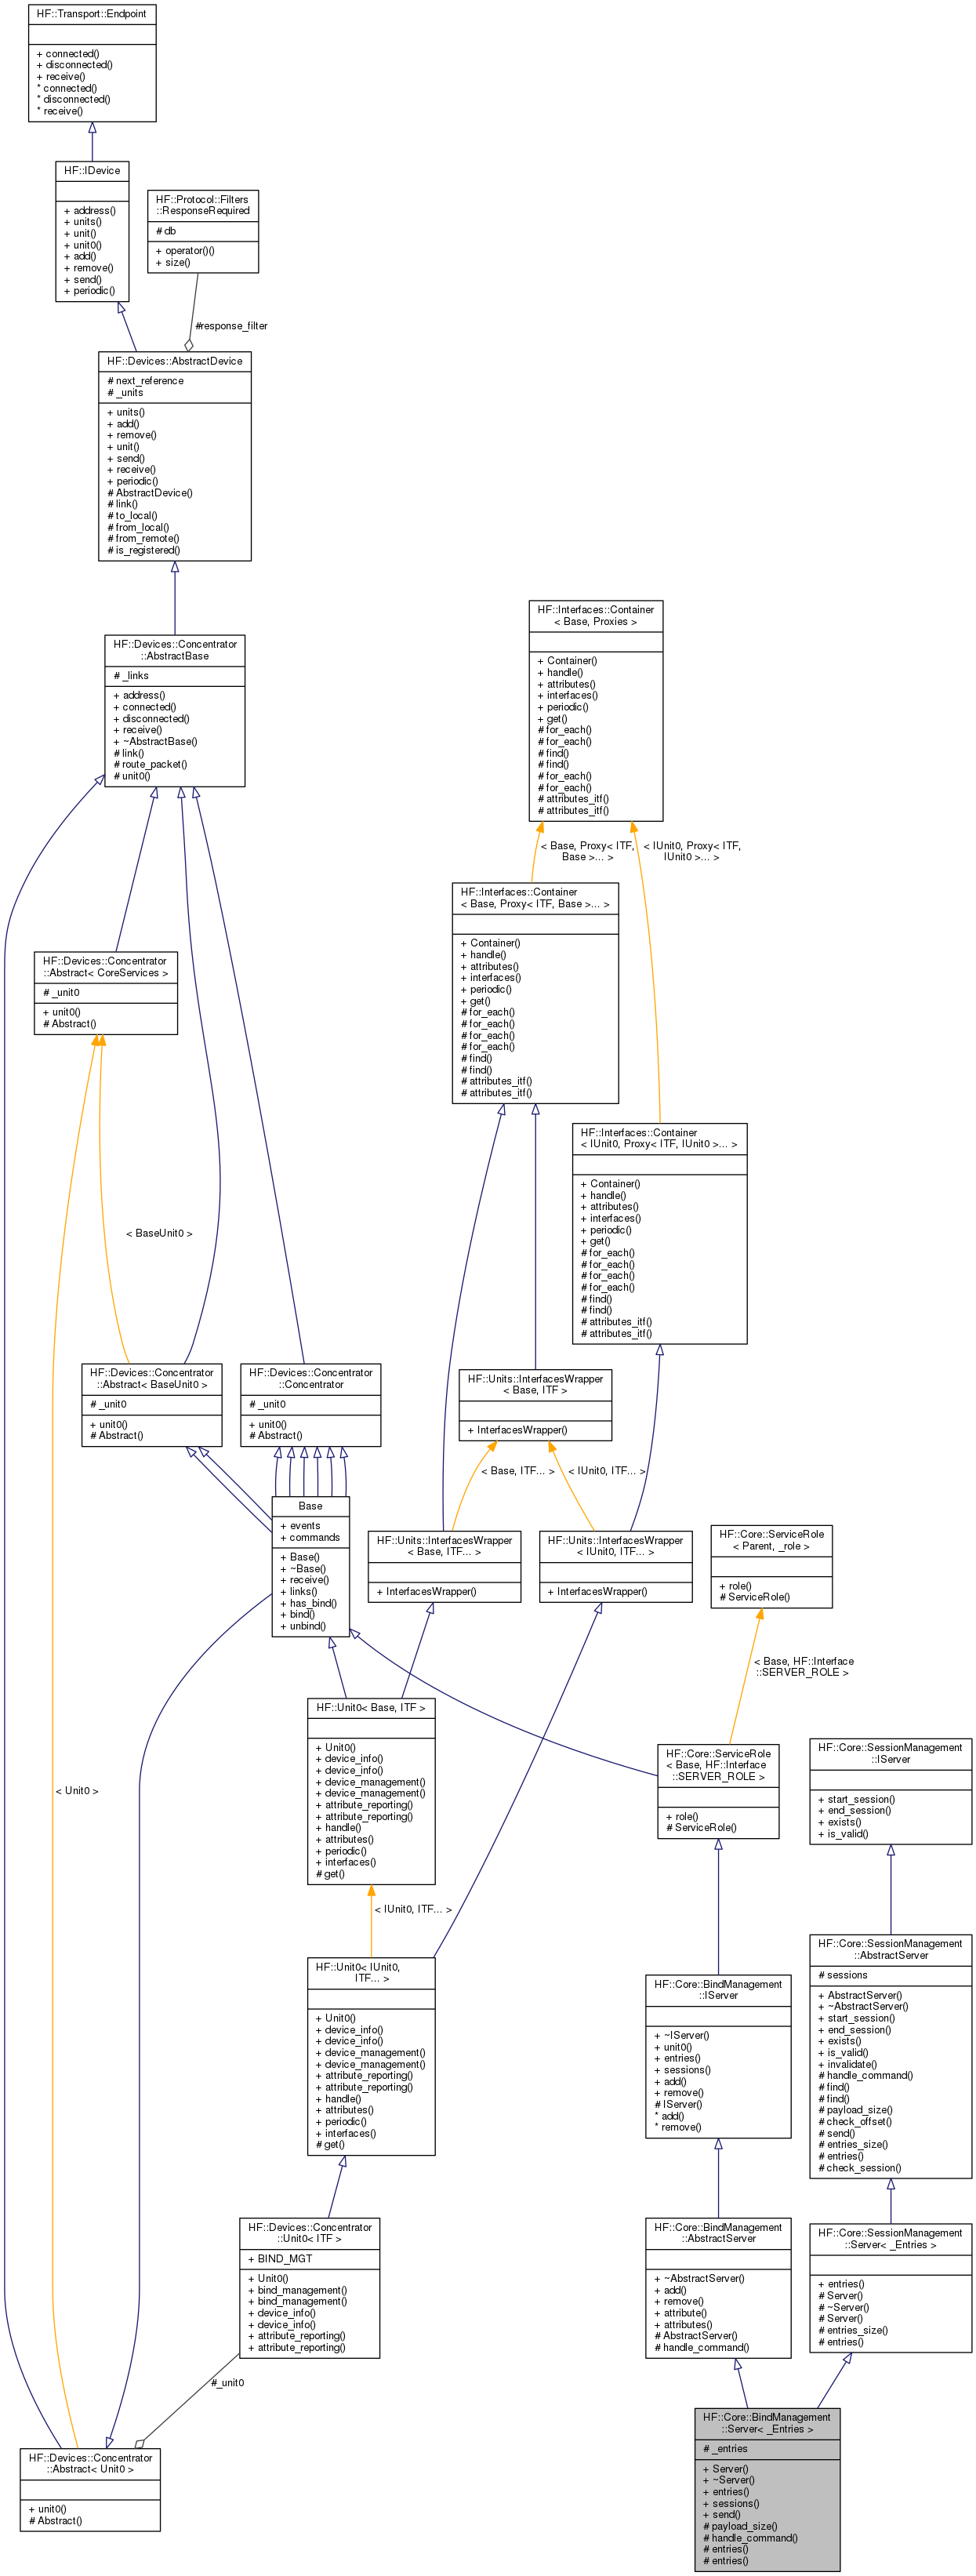 HF::Transport::Endpoint
+ connected()
+ disconnected()
+ receive()
* connected()
* disconnected()
* receive()
HF::IDevice
+ address()
+ units()
+ unit()
+ unit0()
+ add()
+ remove()
+ send()
+ periodic()
HF::Protocol::Filters
::ResponseRequired
# db
+ operator()()
+ size()
#response_filter
HF::Devices::AbstractDevice
# next_reference
# _units
+ units()
+ add()
+ remove()
+ unit()
+ send()
+ receive()
+ periodic()
# AbstractDevice()
# link()
# to_local()
# from_local()
# from_remote()
# is_registered()
HF::Devices::Concentrator
::AbstractBase
# _links
+ address()
+ connected()
+ disconnected()
+ receive()
+ ~AbstractBase()
# link()
# route_packet()
# unit0()
HF::Interfaces::Container
< Base, Proxies >
+ Container()
+ handle()
+ attributes()
+ interfaces()
+ periodic()
+ get()
# for_each()
# for_each()
# find()
# find()
# for_each()
# for_each()
# attributes_itf()
# attributes_itf()
< Base, Proxy< ITF,
Base >... >
< IUnit0, Proxy< ITF,
IUnit0 >... >
HF::Interfaces::Container
< Base, Proxy< ITF, Base >... >
+ Container()
+ handle()
+ attributes()
+ interfaces()
+ periodic()
+ get()
# for_each()
# for_each()
# for_each()
# for_each()
# find()
# find()
# attributes_itf()
# attributes_itf()
HF::Devices::Concentrator
::Abstract< CoreServices >
# _unit0
+ unit0()
# Abstract()
HF::Interfaces::Container
< IUnit0, Proxy< ITF, IUnit0 >... >
+ Container()
+ handle()
+ attributes()
+ interfaces()
+ periodic()
+ get()
# for_each()
# for_each()
# for_each()
# for_each()
# find()
# find()
# attributes_itf()
# attributes_itf()
< BaseUnit0 >
HF::Devices::Concentrator
::Abstract< BaseUnit0 >
# _unit0
+ unit0()
# Abstract()
HF::Devices::Concentrator
::Concentrator
# _unit0
+ unit0()
# Abstract()
HF::Units::InterfacesWrapper
< Base, ITF >
+ InterfacesWrapper()
< Base, ITF... >
< IUnit0, ITF... >
Base
+ events
+ commands
+ Base()
+ ~Base()
+ receive()
+ links()
+ has_bind()
+ bind()
+ unbind()
HF::Units::InterfacesWrapper
< Base, ITF... >
+ InterfacesWrapper()
HF::Units::InterfacesWrapper
< IUnit0, ITF... >
+ InterfacesWrapper()
HF::Core::ServiceRole
< Parent, _role >
+ role()
# ServiceRole()
< Base, HF::Interface
::SERVER_ROLE >
HF::Unit0< Base, ITF >
+ Unit0()
+ device_info()
+ device_info()
+ device_management()
+ device_management()
+ attribute_reporting()
+ attribute_reporting()
+ handle()
+ attributes()
+ periodic()
+ interfaces()
# get()
HF::Core::ServiceRole
< Base, HF::Interface
::SERVER_ROLE >
+ role()
# ServiceRole()
HF::Core::SessionManagement
::IServer
+ start_session()
+ end_session()
+ exists()
+ is_valid()
< Unit0 >
< IUnit0, ITF... >
HF::Unit0< IUnit0,
ITF... >
+ Unit0()
+ device_info()
+ device_info()
+ device_management()
+ device_management()
+ attribute_reporting()
+ attribute_reporting()
+ handle()
+ attributes()
+ periodic()
+ interfaces()
# get()
HF::Core::BindManagement
::IServer
+ ~IServer()
+ unit0()
+ entries()
+ sessions()
+ add()
+ remove()
# IServer()
* add()
* remove()
HF::Core::SessionManagement
::AbstractServer
# sessions
+ AbstractServer()
+ ~AbstractServer()
+ start_session()
+ end_session()
+ exists()
+ is_valid()
+ invalidate()
# handle_command()
# find()
# find()
# payload_size()
# check_offset()
# send()
# entries_size()
# entries()
# check_session()
HF::Devices::Concentrator
::Unit0< ITF >
+ BIND_MGT
+ Unit0()
+ bind_management()
+ bind_management()
+ device_info()
+ device_info()
+ attribute_reporting()
+ attribute_reporting()
HF::Core::BindManagement
::AbstractServer
+ ~AbstractServer()
+ add()
+ remove()
+ attribute()
+ attributes()
# AbstractServer()
# handle_command()
HF::Core::SessionManagement
::Server< _Entries >
+ entries()
# Server()
# ~Server()
# Server()
# entries_size()
# entries()
#_unit0
HF::Devices::Concentrator
::Abstract< Unit0 >
+ unit0()
# Abstract()
HF::Core::BindManagement
::Server< _Entries >
# _entries
+ Server()
+ ~Server()
+ entries()
+ sessions()
+ send()
# payload_size()
# handle_command()
# entries()
# entries()